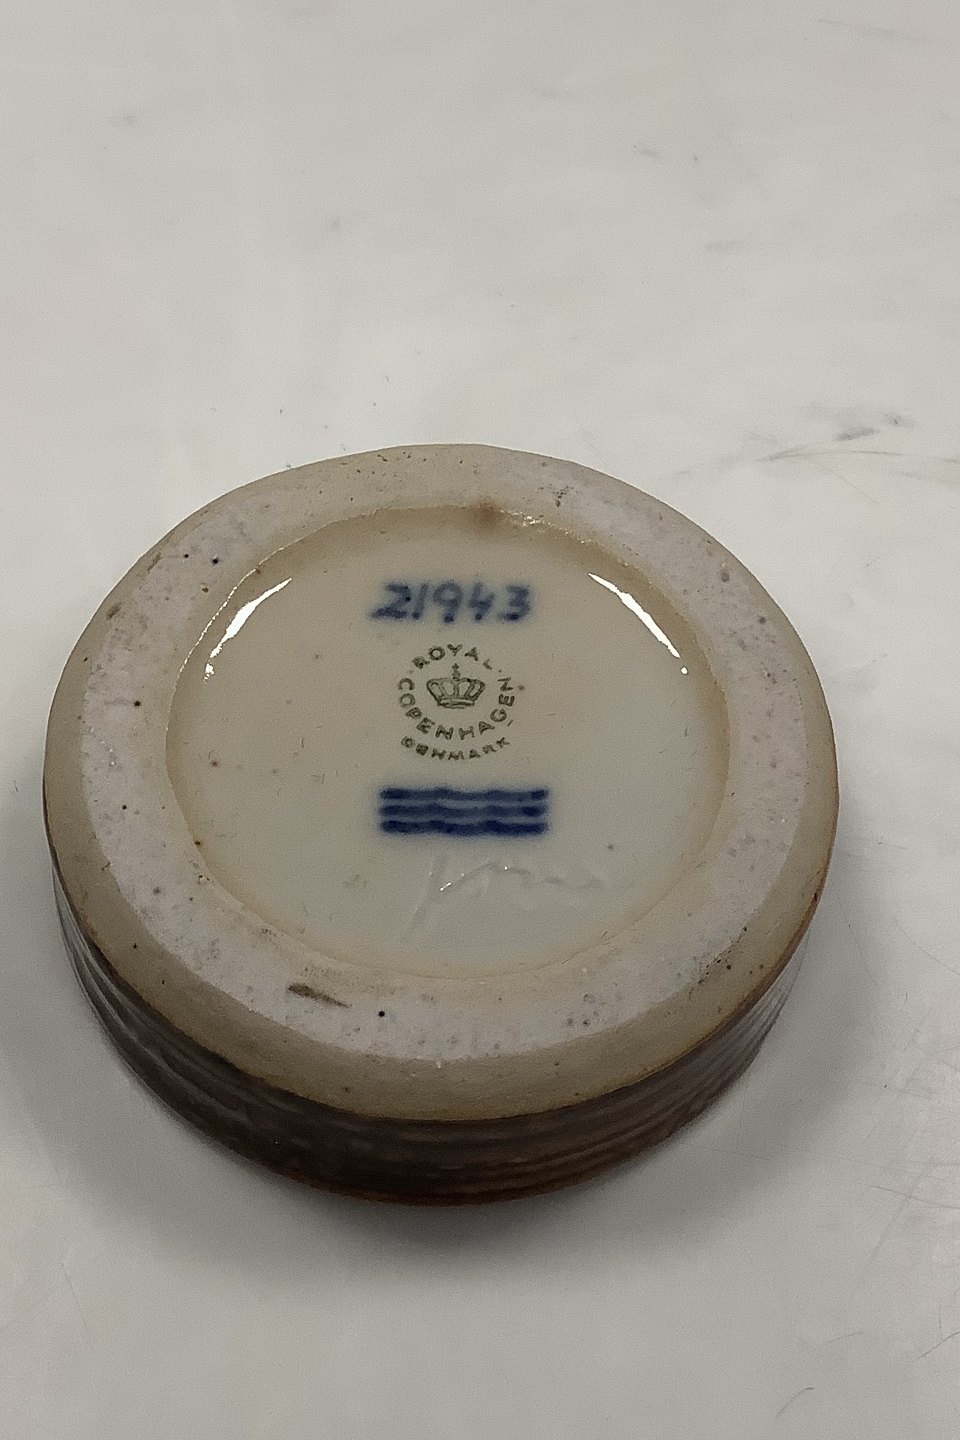 21943
ROYAL
COPENHAGEN
DENMARK